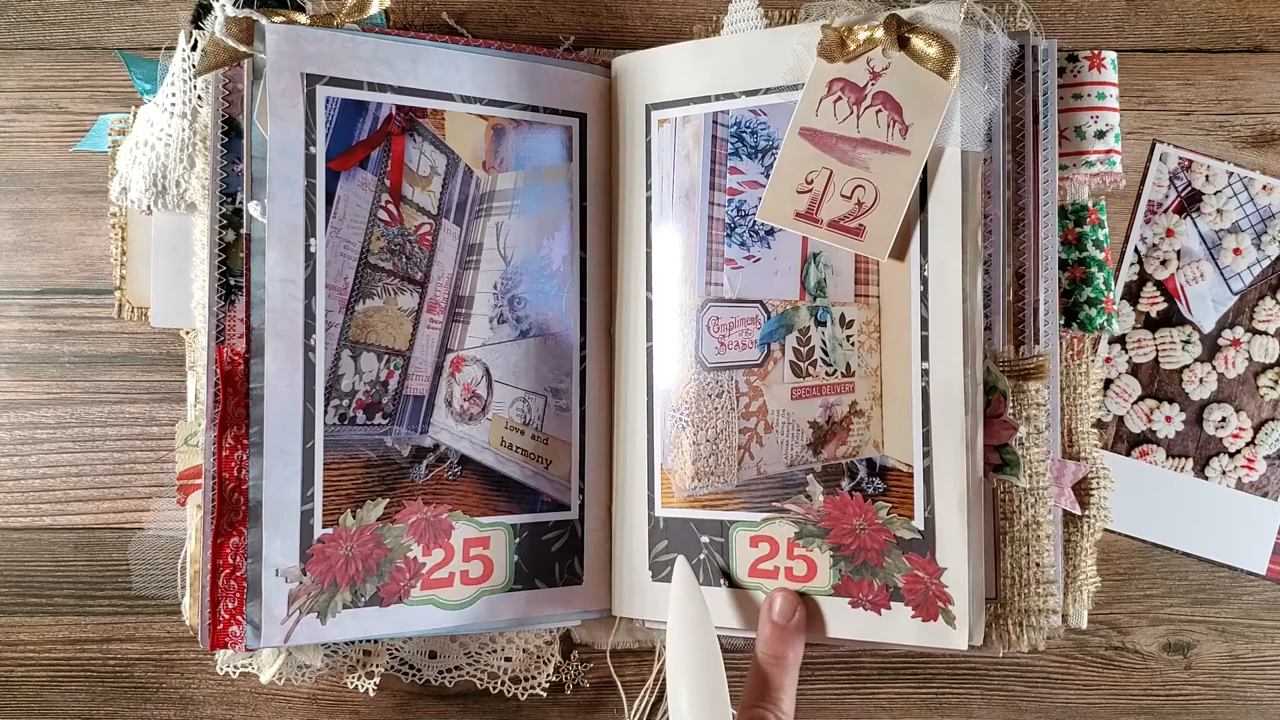 love and
harmony
25
12
Compliments
of the
Season
SPECIAL DELIVERY
25